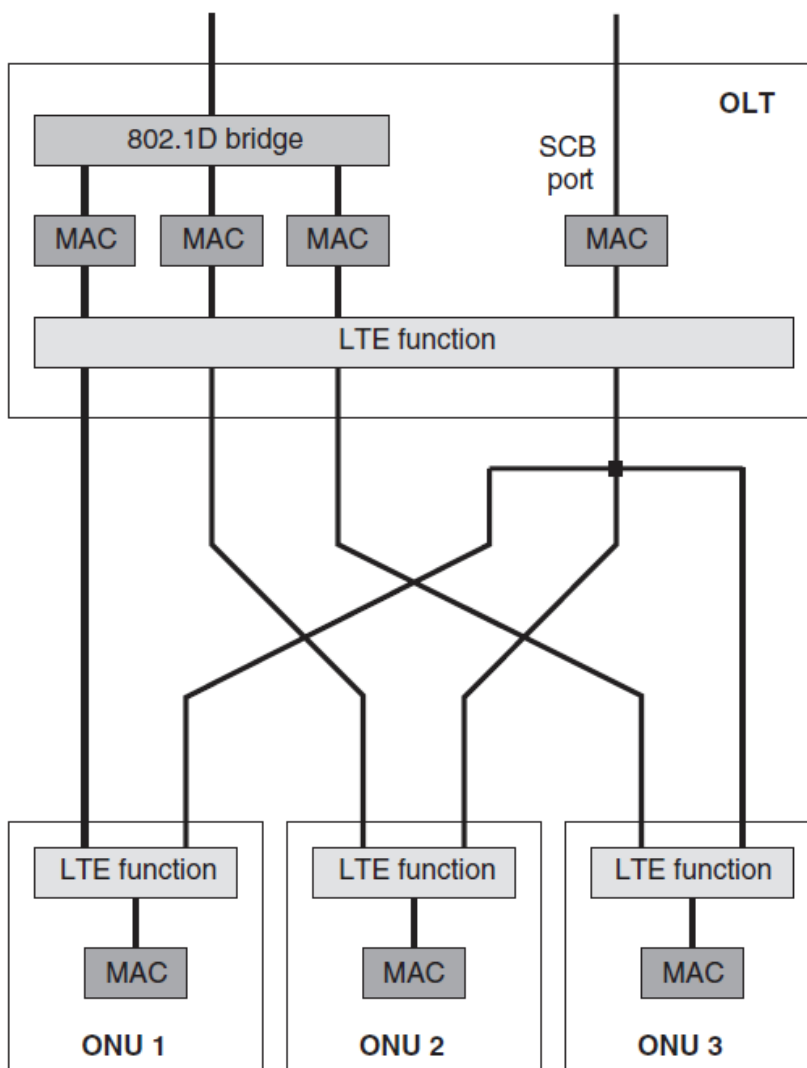 OLT
802.1D bridge
SCB
port
MAC
MAC
MAC
MAC
LTE function
LTE function
LTE function
LTE function
MAC
MAC
MAC
ONU 1
ONU 2
ONU 3